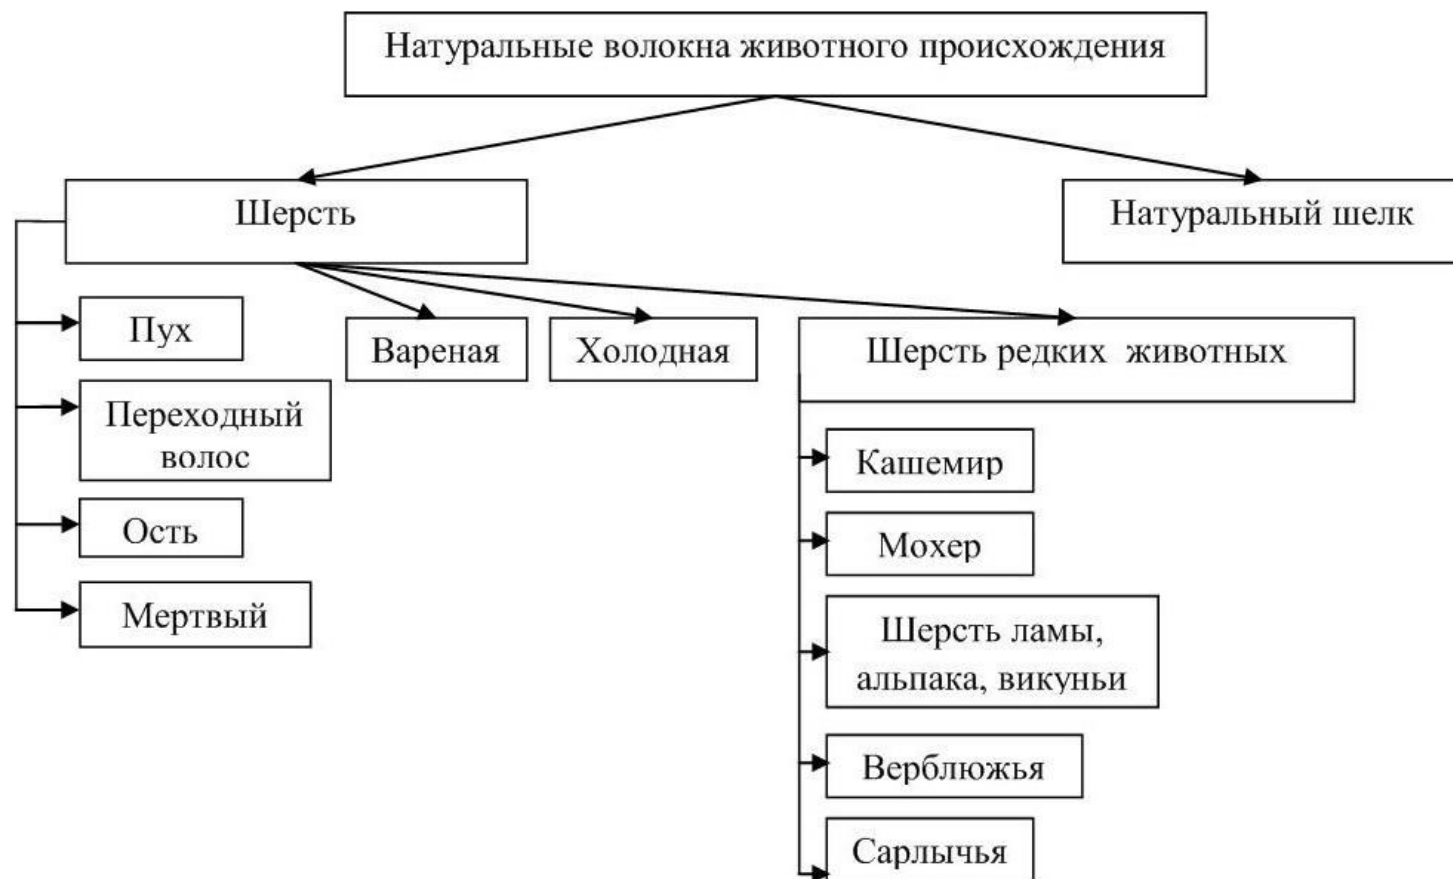 Натуральные волокна животного происхождения
Шерсть
Натуральный шелк
Пух
Вареная
Холодная
Шерсть редких животных
Переходный
волос
Кашемир
Ость
Мохер
Мертвый
Шерсть ламы,
альпака, викуньи
Верблюжья
Сарлычья